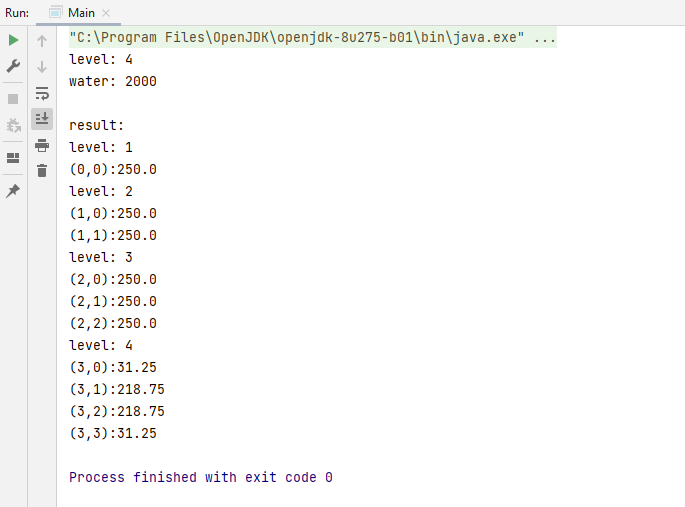 Run: Main
"C:\Program Files\OpenJDK\openjdk-8u275-b01\bin\java.exe" ...
level: 4
water: 2000
result:
level: 1
(0,0):250.0
level: 2
(1,0):250.0
(1,1):250.0
level: 3
(2,0):250.0
(2,1):250.0
(2,2):250.0
level: 4
(3,0):31.25
(3,1):218.75
(3,2):218.75
(3,3):31.25
Process finished with exit code 0